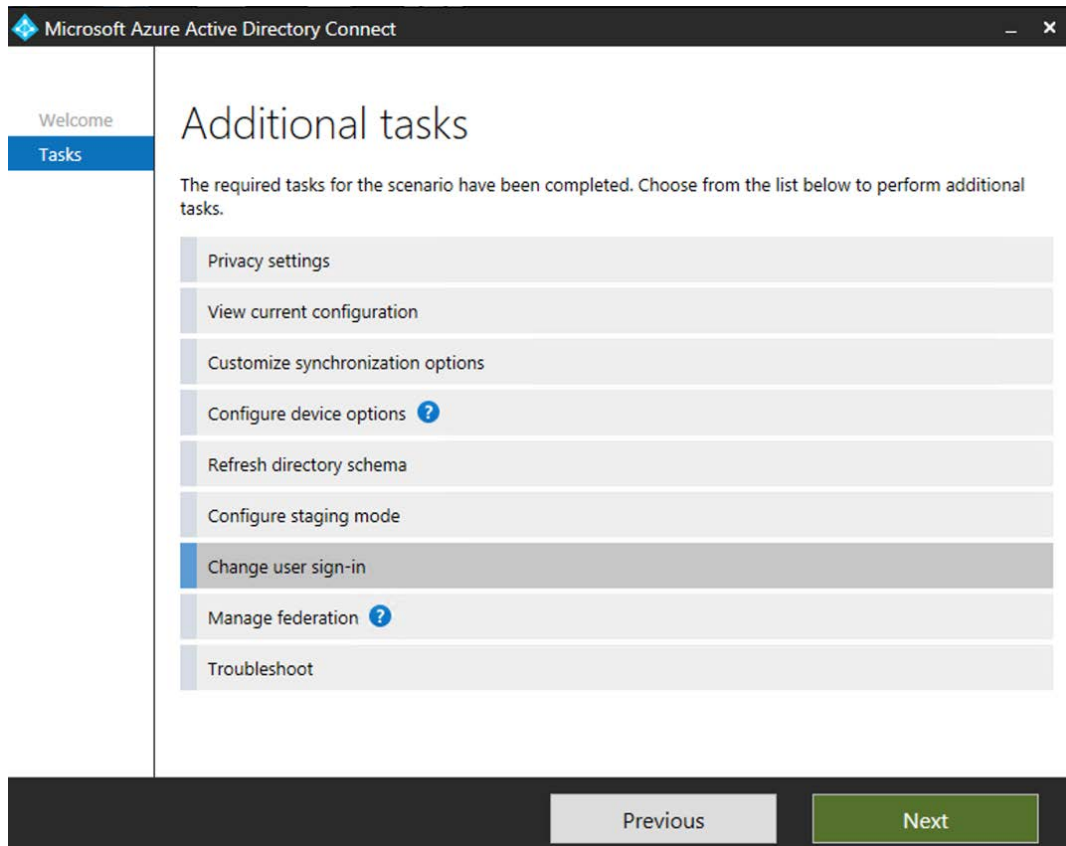 Microsoft Azure Active Directory Connect
Welcome
Tasks
Additional tasks
The required tasks for the scenario have been completed. Choose from the list below to perform additional
tasks.
Privacy settings
View current configuration
Customize synchronization options
Configure device options ?
Refresh directory schema
Configure staging mode
Change user sign-in
Manage federation ?
Troubleshoot
Previous
Next